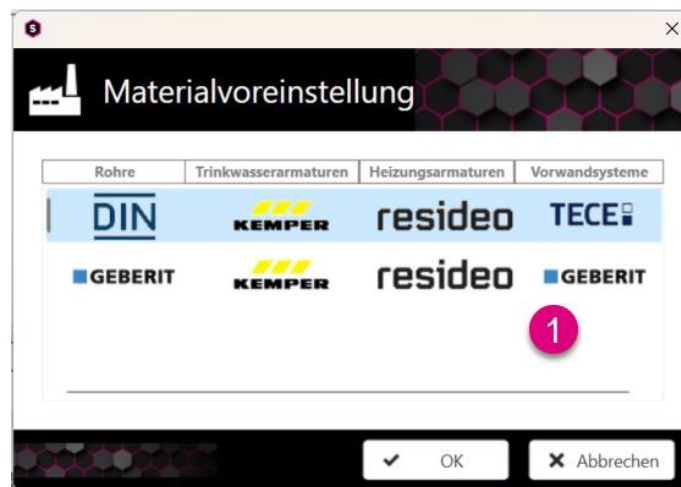 S
Materialvoreinstellung
Rohre Trinkwasserarmaturen Heizungsarmaturen Vorwandsysteme
DIN KEMPER resideo TECE
GEBERIT KEMPER resideo GEBERIT
1
OK Abbrechen